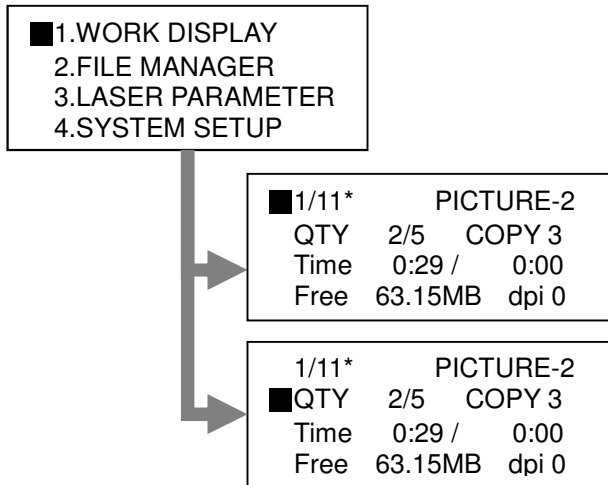 1.WORK DISPLAY
2.FILE MANAGER
3.LASER PARAMETER
4.SYSTEM SETUP
1/11* PICTURE-2
QTY 2/5 COPY 3
Time 0:29 / 0:00
Free 63.15MB dpi 0
1/11* PICTURE-2
QTY 2/5 COPY 3
Time 0:29 / 0:00
Free 63.15MB dpi 0